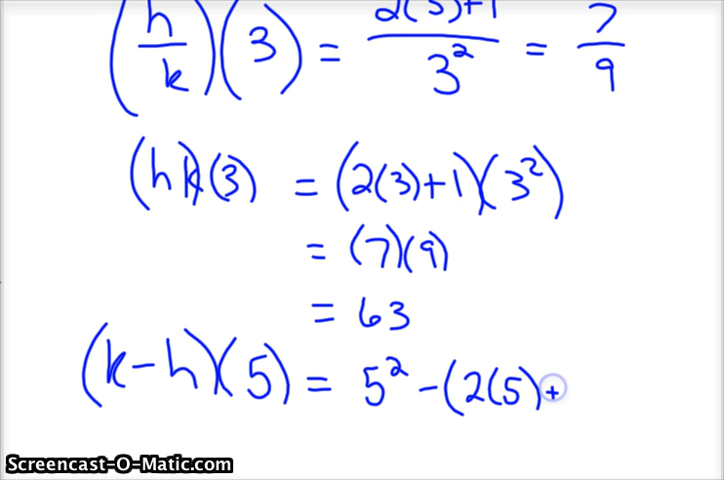 (h/k)(3) = 2(3)+1/3² = 7/9
(hk)(3) = (2(3)+1)(3²)
= (7)(9)
= 63
(k-h)(5) = 5² -(2(5)+
Screencast-O-Matic.com